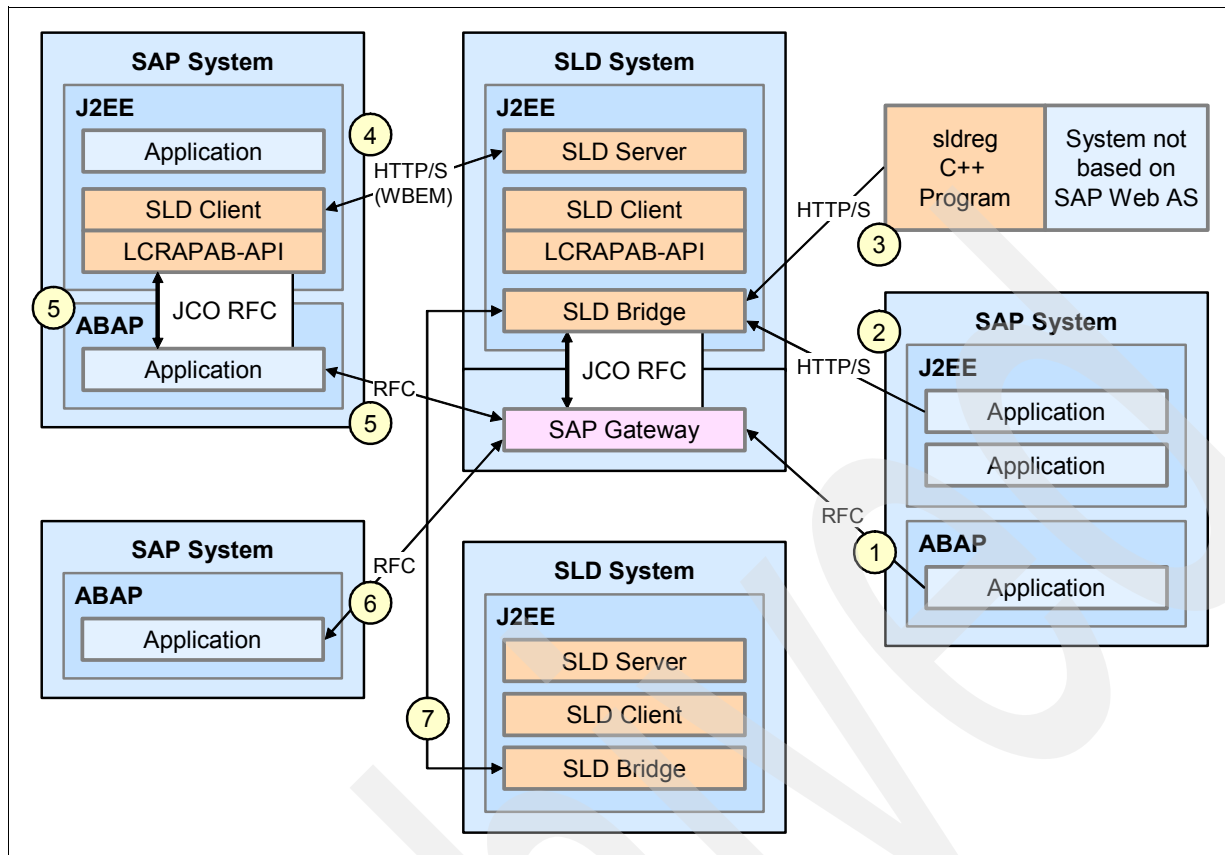 SAP System
J2EE
Application
4
SLD Client
LCRAPAB-API
5
JCO RFC
ABAP
Application
5
HTTP/S
(WBEM)
RFC
SLD System
J2EE
SLD Server
SLD Client
LCRAPAB-API
SLD Bridge
JCO RFC
SAP Gateway
sldreg
C++
Program
System not
based on
SAP Web AS
HTTP/S
3
2
SAP System
J2EE
HTTP/S
Application
Application
RFC
1
ABAP
Application
SAP System
ABAP
Application
RFC
6
SLD System
J2EE
SLD Server
SLD Client
7
SLD Bridge